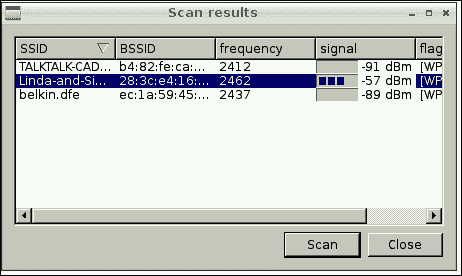 Scan results
SSID BSSID frequency signal flag
TALKTALK-CAD... b4:82:fe:ca:... 2412 -91 dBm [WP
Linda-and-Si... 28:3c:e4:16:... 2462 -57 dBm [WP
belkin.dfe ec:1a:59:45:... 2437 -89 dBm [WP
Scan Close